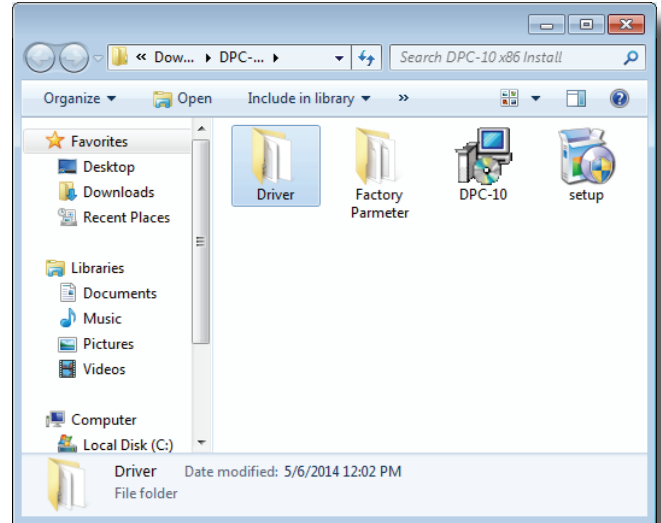 « Dow... ▸ DPC-... ▸
Search DPC-10 x86 Install
Organize ▾ Open Include in library ▾ »
Favorites
Desktop
Downloads
Recent Places
Libraries
Documents
Music
Pictures
Videos
Computer
Local Disk (C:)
Driver
Factory
Parmeter
DPC-10
setup
Driver Date modified: 5/6/2014 12:02 PM
File folder